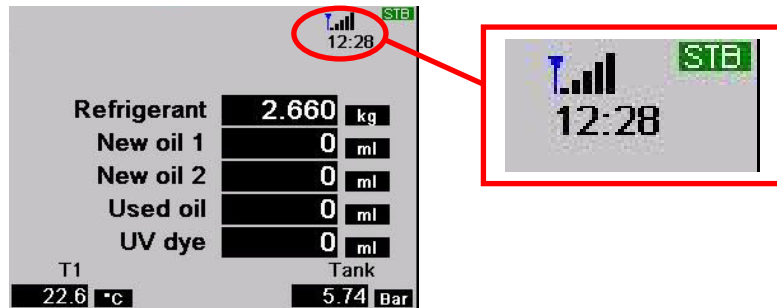 STB
12:28
Refrigerant 2.660 kg
New oil 1 0 ml
New oil 2 0 ml
Used oil 0 ml
UV dye 0 ml
T1 Tank
22.6 °C 5.74 Bar
STB
12:28